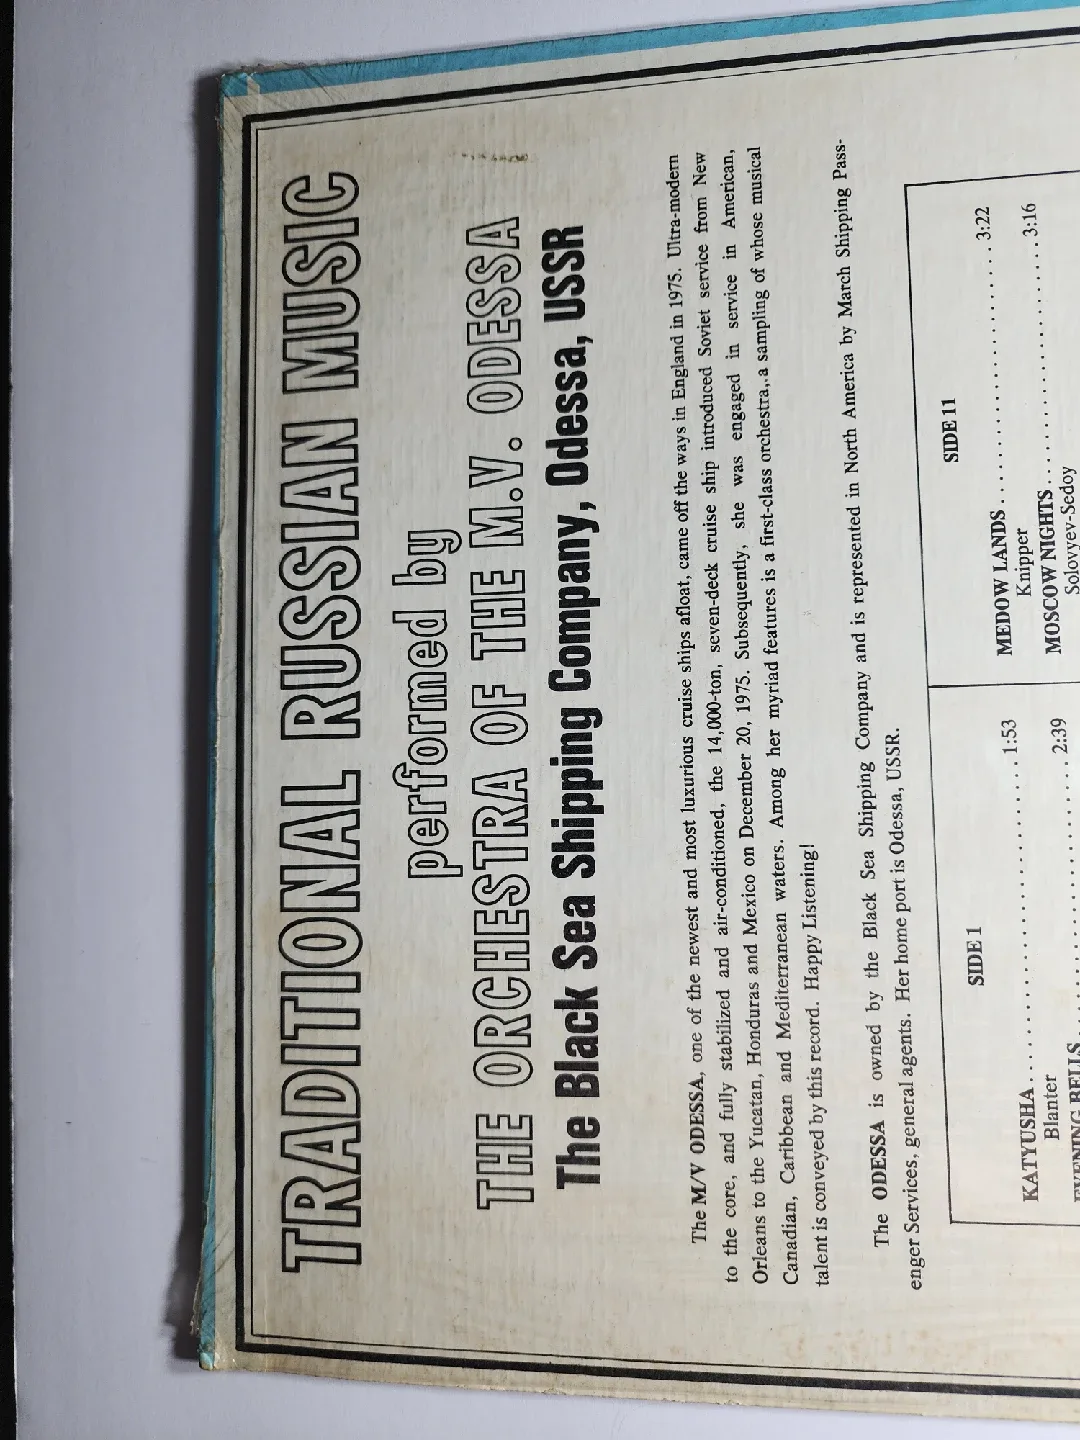 TRADITIONAL RUSSIAN MUSIC
performed by
THE ORCHESTRA OF THE M.V. ODESSA
The Black Sea Shipping Company, Odessa, USSR
The M/V ODESSA, one of the newest and most luxurious cruise ships afloat, came off the ways in England in 1975. Ultra-modern
to the core, and fully stabilized and air-conditioned, the 14,000-ton, seven-deck cruise ship introduced Soviet service from New
Orleans to the Yucatan, Honduras and Mexico on December 20, 1975. Subsequently, she was engaged in service in American,
Canadian, Caribbean and Mediterranean waters. Among her myriad features is a first-class orchestra,.a sampling of whose musical
talent is conveyed by this record. Happy Listening!
The ODESSA is owned by the Black Sea Shipping Company and is represented in North America by March Shipping Pass-
enger Services, general agents. Her home port is Odessa, USSR.
SIDE 1
KATYUSHA . . . . . . . . . . . . . . . . . . . . . . . . . . . . 1:53
Blanter
EVENING BELLS . . . . . . . . . . . . . . . . . . . . . . . 2:39
SIDE 11
MEDOW LANDS . . . . . . . . . . . . . . . . . . . . . . . 3:22
Knipper
MOSCOW NIGHTS . . . . . . . . . . . . . . . . . . . . . . 3:16
Solovyev-Sedoy